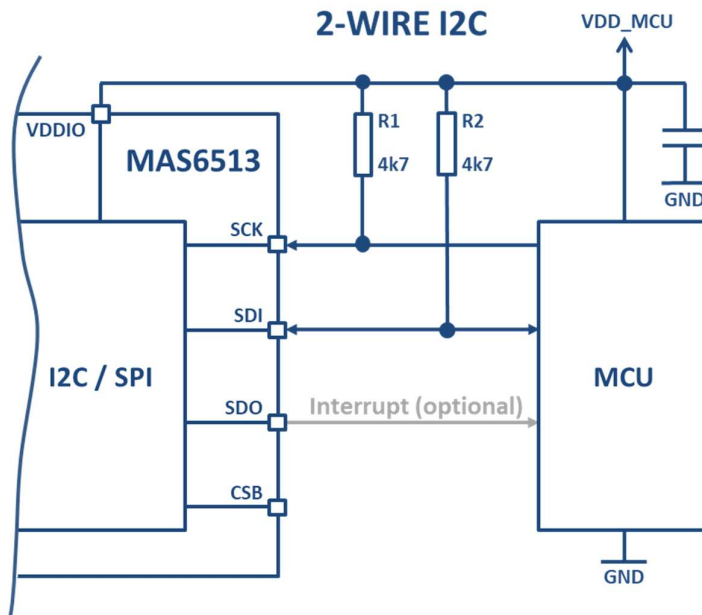 2-WIRE I2C
VDD_MCU
VDDIO
MAS6513
R1
4k7
R2
4k7
GND
SCK
SDI
I2C / SPI
MCU
SDO
Interrupt (optional)
CSB
GND